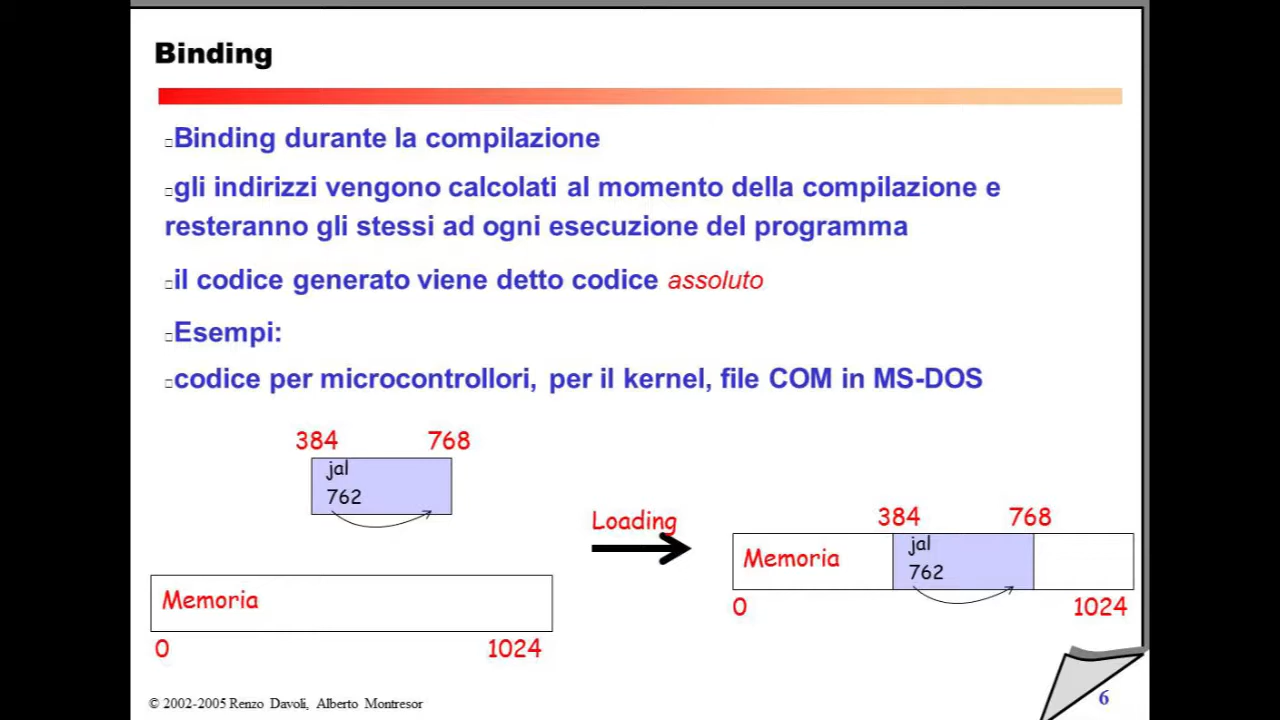 Binding
Binding durante la compilazione
gli indirizzi vengono calcolati al momento della compilazione e
resteranno gli stessi ad ogni esecuzione del programma
il codice generato viene detto codice assoluto
Esempi:
codice per microcontrollori, per il kernel, file COM in MS-DOS
384 768
jal
762
Memoria
0 1024
Loading
384 768
Memoria
jal
762
0 1024
© 2002-2005 Renzo Davoli, Alberto Montresor
6